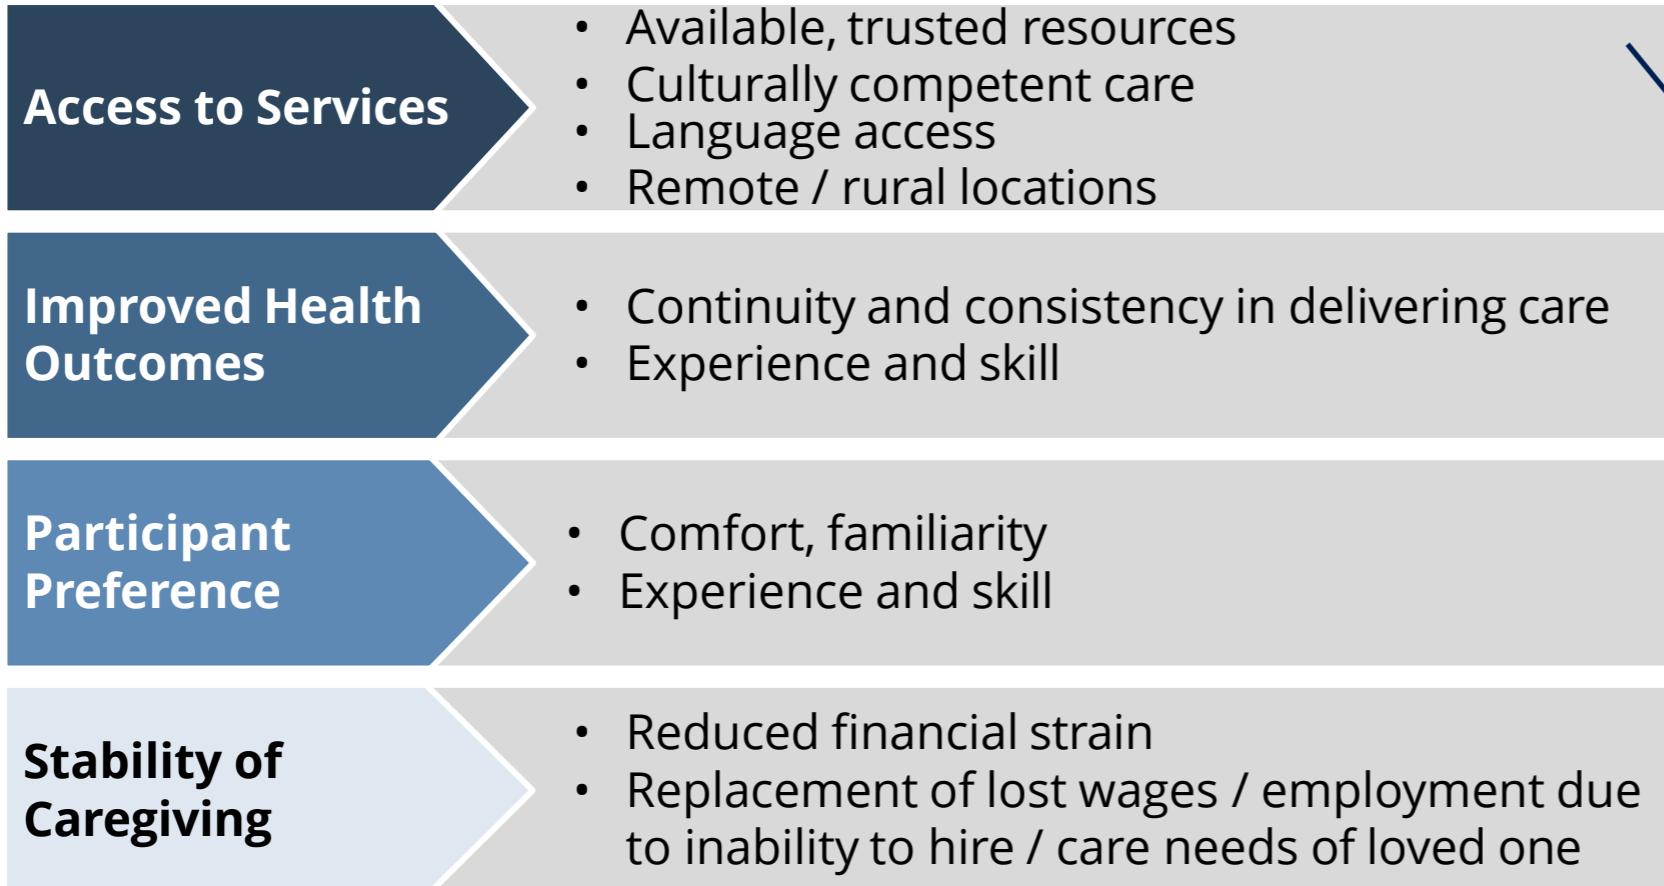 Access to Services
• Available, trusted resources
• Culturally competent care
• Language access
• Remote / rural locations
Improved Health
Outcomes
• Continuity and consistency in delivering care
• Experience and skill
Participant
Preference
• Comfort, familiarity
• Experience and skill
Stability of
Caregiving
• Reduced financial strain
• Replacement of lost wages / employment due
to inability to hire / care needs of loved one